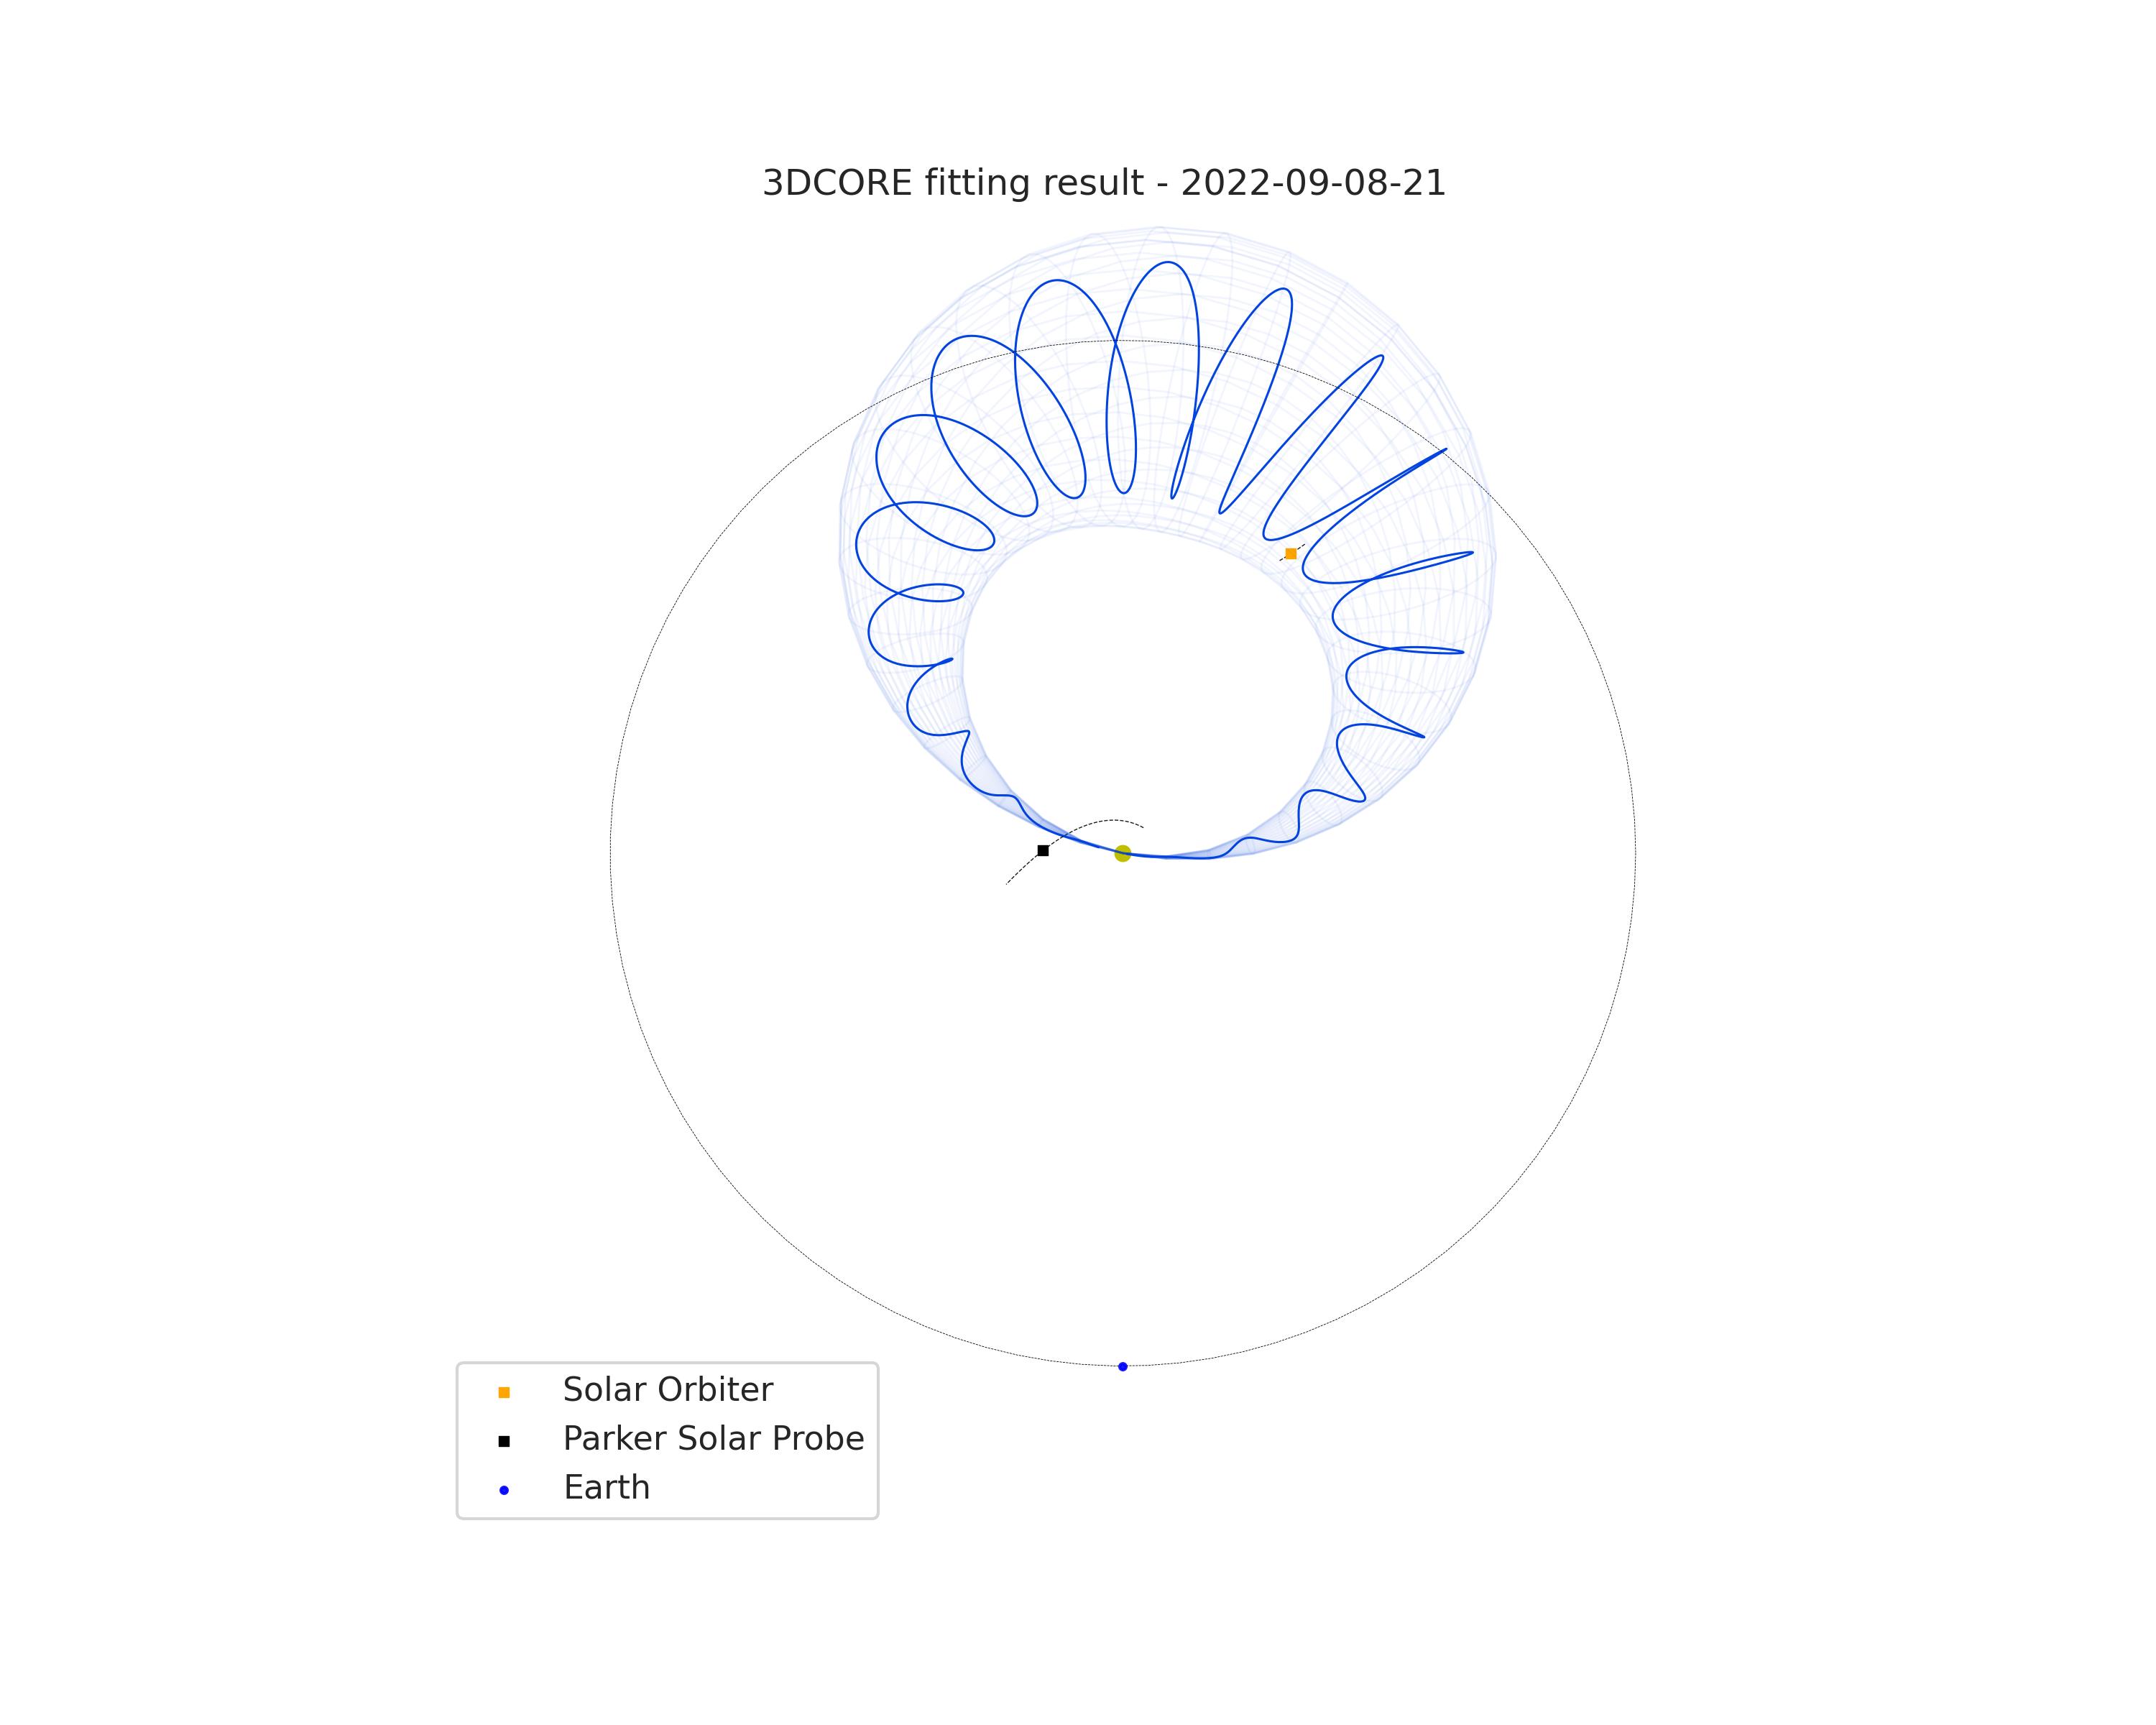 3DCORE fitting result - 2022-09-08-21
Solar Orbiter
Parker Solar Probe
Earth